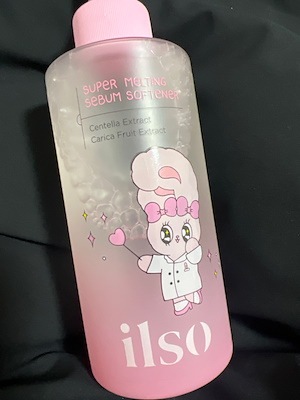 SUPER MELTING
SEBUM SOFTENER
Centella Extract
Carica Fruit Extract
ilso